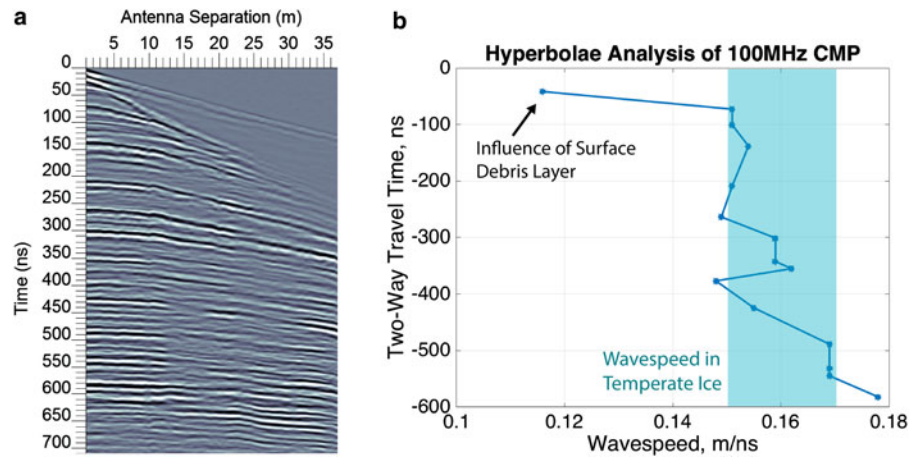 a
Antenna Separation (m)
5 10 15 20 25 30 35
0
50
100
150
200
250
300
350
400
450
500
550
600
650
700
Time (ns)
b
Hyperbolae Analysis of 100MHz CMP
0
-100
-200
-300
-400
-500
-600
Two-Way Travel Time, ns
Influence of Surface
Debris Layer
Wavespeed in
Temperate Ice
0.1 0.12 0.14 0.16 0.18
Wavespeed, m/ns